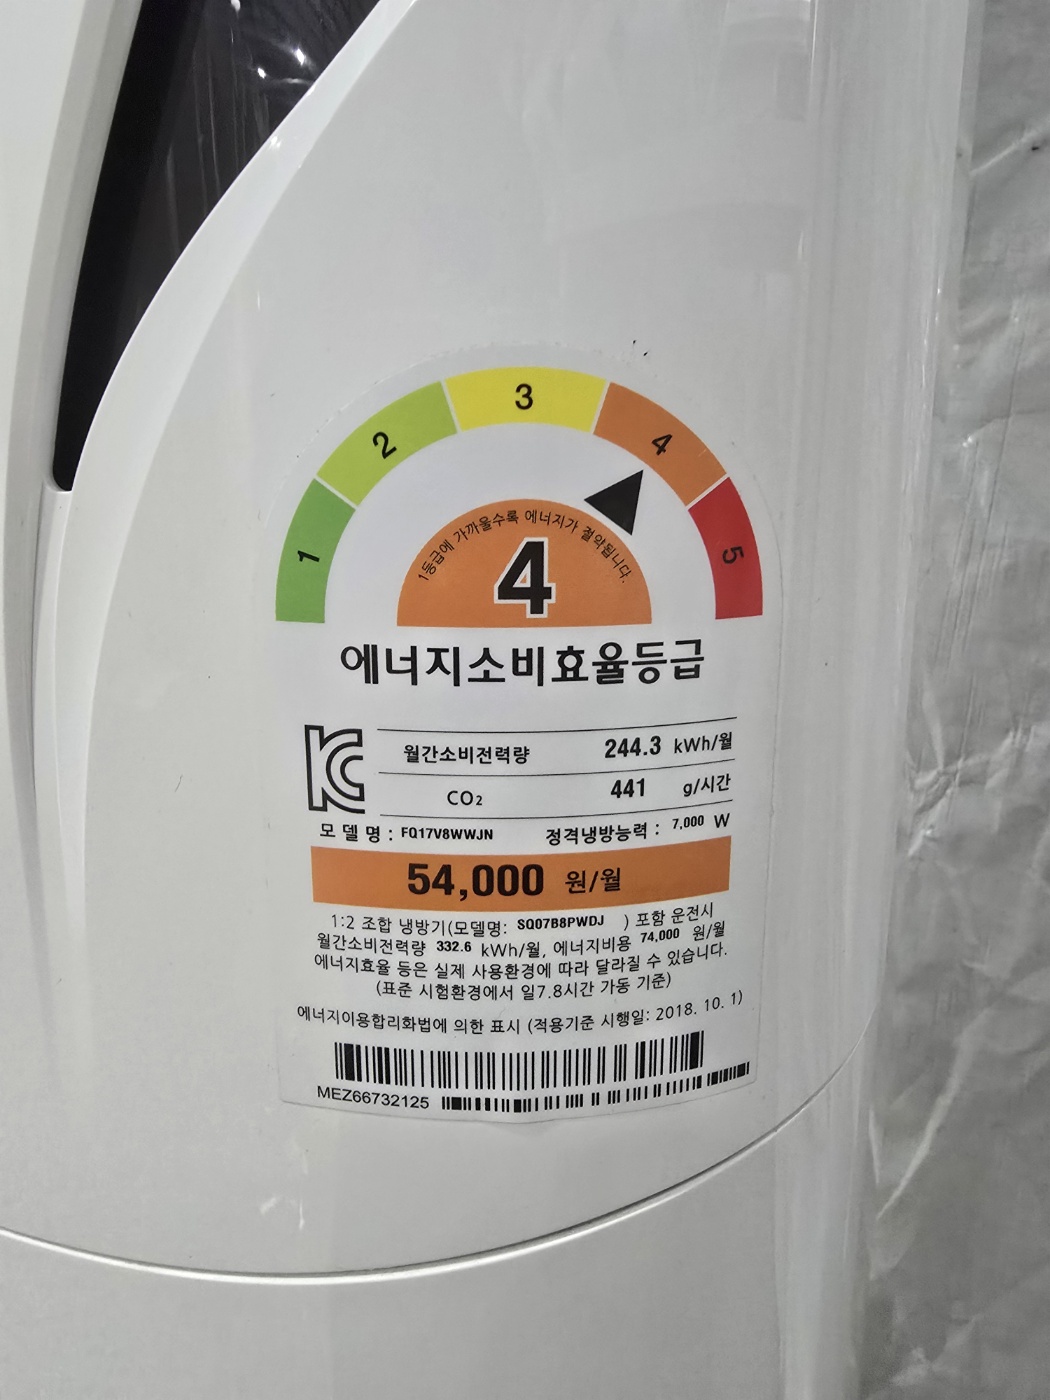 1 2 3 4 5
1등급에 가까울수록 에너지가 절약됩니다.
4
에너지소비효율등급
월간소비전력량 244.3 kWh/월
CO₂ 441 g/시간
모 델 명 : FQ17V8WWJN 정격냉방능력 : 7,000 W
54,000 원/월
1:2 조합 냉방기(모델명: SQ07B8PWDJ ) 포함 운전시
월간소비전력량 332.6 kWh/월, 에너지비용 74,000 원/월
에너지효율 등은 실제 사용환경에 따라 달라질 수 있습니다.
(표준 시험환경에서 일7.8시간 가동 기준)
에너지이용합리화법에 의한 표시 (적용기준 시행일: 2018. 10. 1)
MEZ66732125